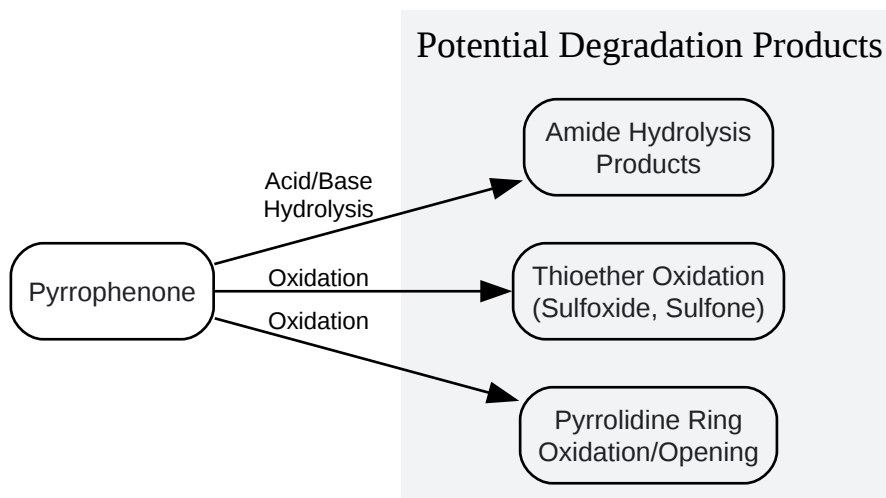 Potential Degradation Products
Amide Hydrolysis
Products
Acid/Base
Hydrolysis
Pyrrophenone
Oxidation
Thioether Oxidation
(Sulfoxide, Sulfone)
Oxidation
Pyrrolidine Ring
Oxidation/Opening